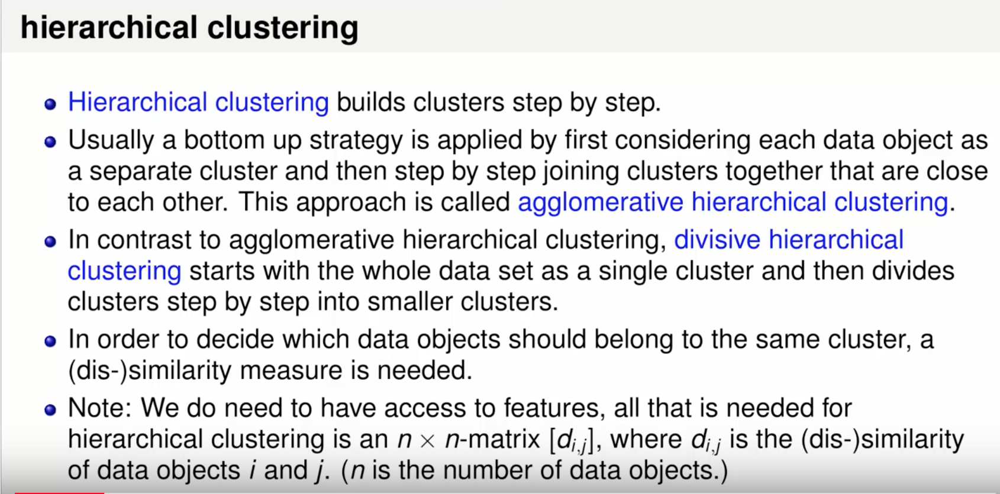 hierarchical clustering
Hierarchical clustering builds clusters step by step.
Usually a bottom up strategy is applied by first considering each data object as
a separate cluster and then step by step joining clusters together that are close
to each other. This approach is called agglomerative hierarchical clustering.
In contrast to agglomerative hierarchical clustering, divisive hierarchical
clustering starts with the whole data set as a single cluster and then divides
clusters step by step into smaller clusters.
In order to decide which data objects should belong to the same cluster, a
(dis-)similarity measure is needed.
Note: We do need to have access to features, all that is needed for
hierarchical clustering is an n × n-matrix [d_{i,j}], where d_{i,j} is the (dis-)similarity
of data objects i and j. (n is the number of data objects.)